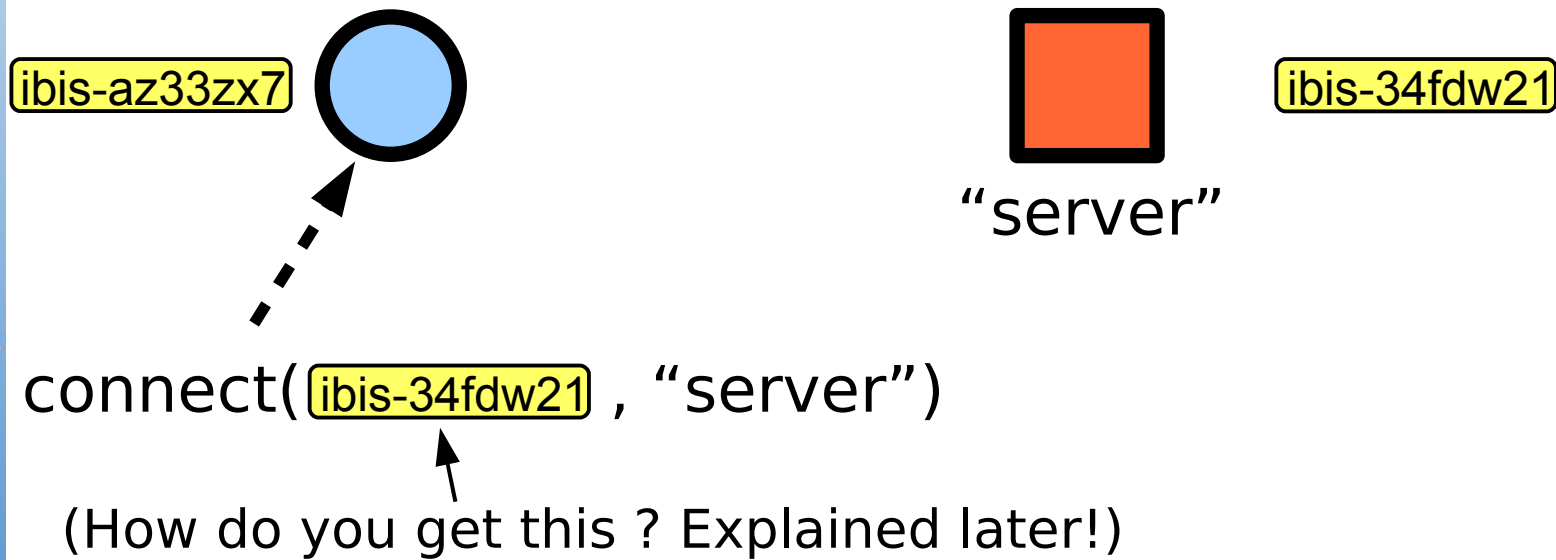 ibis-az33zx7
ibis-34fdw21
“server”
connect(ibis-34fdw21 , “server”)
(How do you get this ? Explained later!)